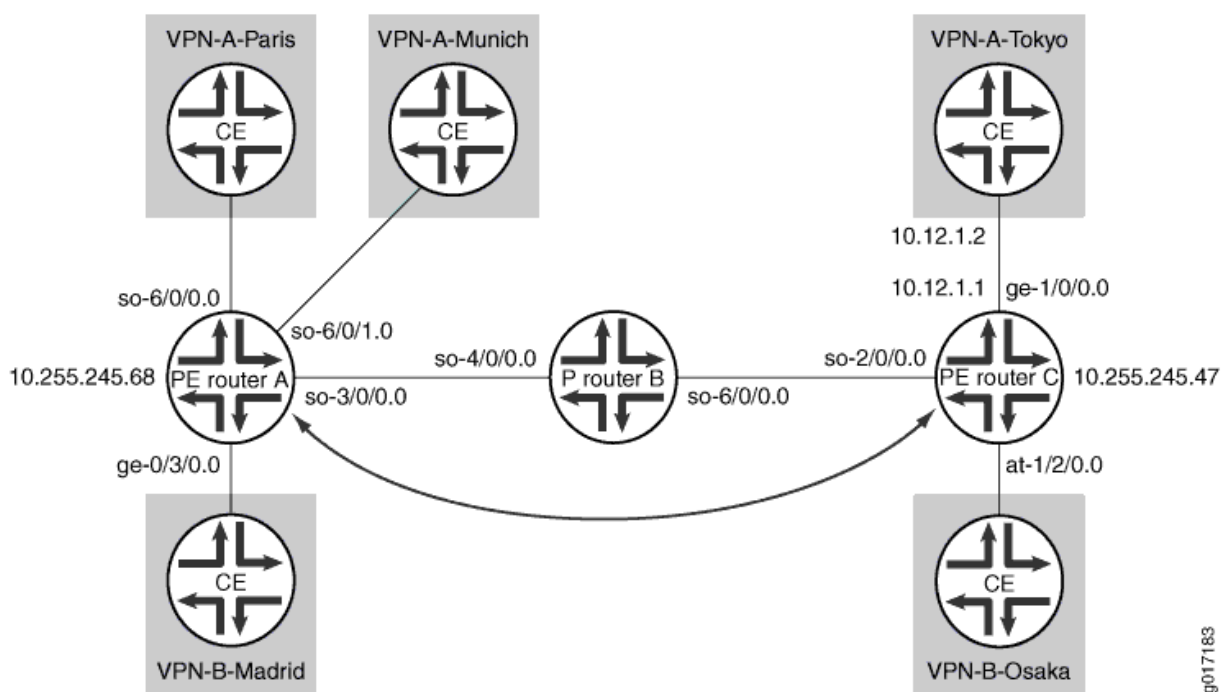 VPN-A-Paris
VPN-A-Munich
VPN-A-Tokyo
CE
CE
CE
10.12.1.2
so-6/0/0.0
10.12.1.1
ge-1/0/0.0
so-6/0/1.0
so-4/0/0.0
so-2/0/0.0
10.255.245.68
PE router A
P router B
PE router C
10.255.245.47
so-3/0/0.0
so-6/0/0.0
ge-0/3/0.0
at-1/2/0.0
CE
CE
VPN-B-Madrid
VPN-B-Osaka
g017183